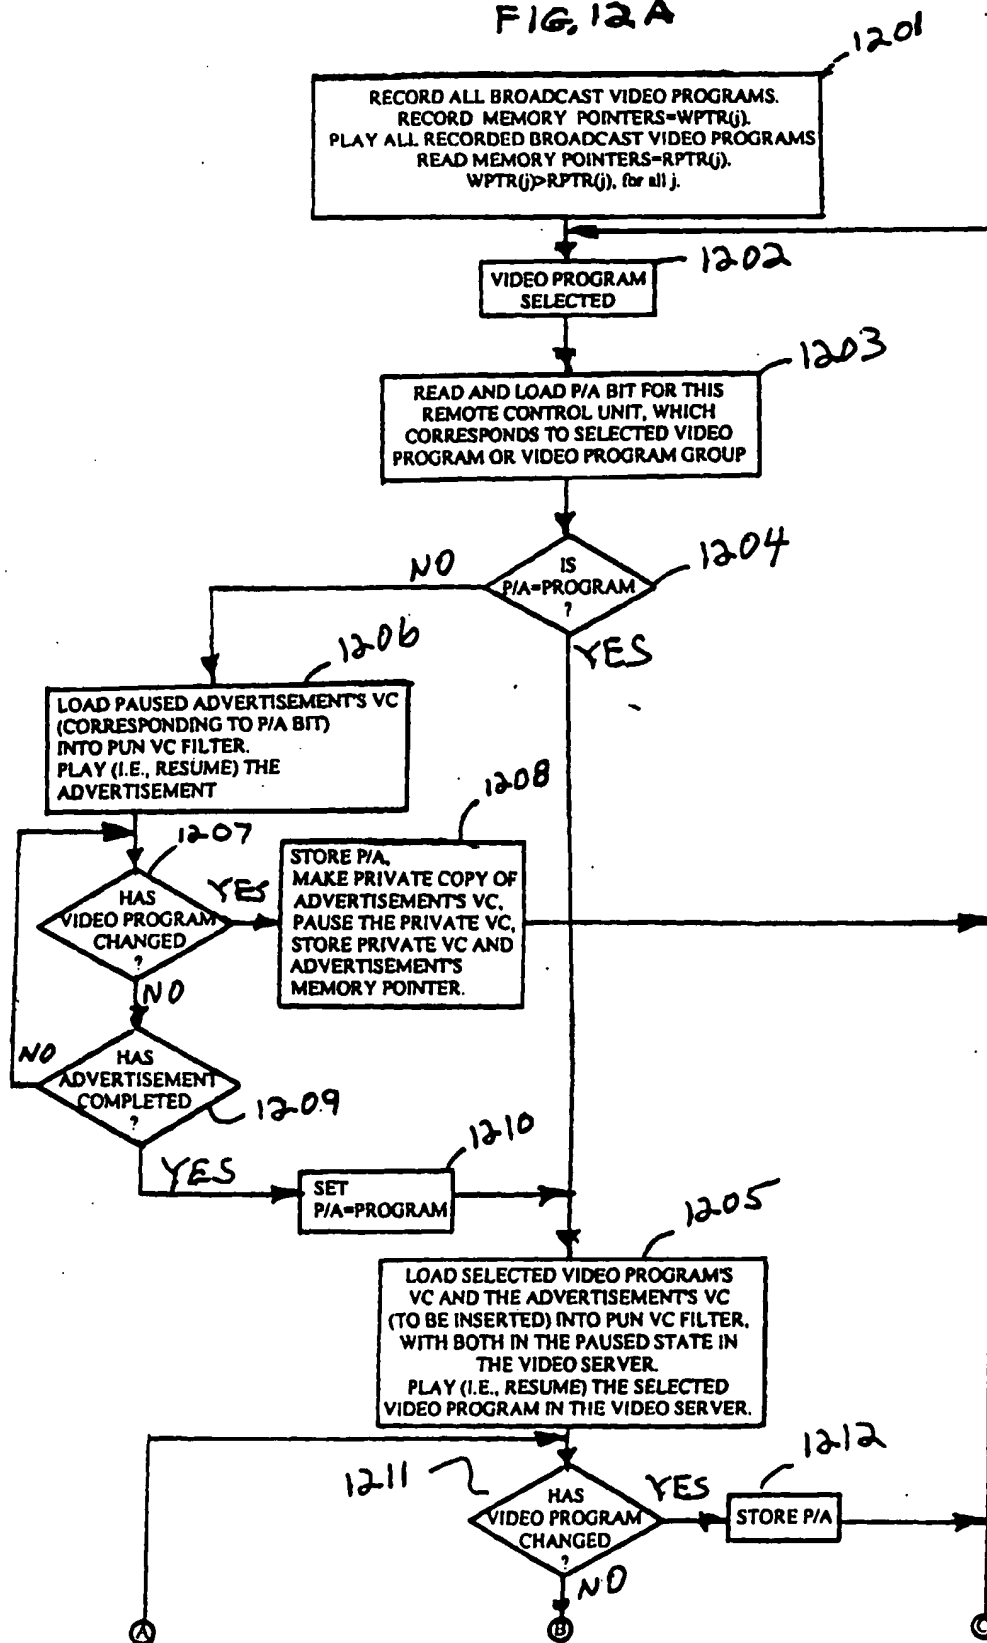 FIG. 12A
1201
RECORD ALL BROADCAST VIDEO PROGRAMS.
RECORD MEMORY POINTERS=WPTR(j).
PLAY ALL RECORDED BROADCAST VIDEO PROGRAMS
READ MEMORY POINTERS=RPTR(j).
WPTR(j)>RPTR(j), for all j.
1202
VIDEO PROGRAM
SELECTED
1203
READ AND LOAD P/A BIT FOR THIS
REMOTE CONTROL UNIT, WHICH
CORRESPONDS TO SELECTED VIDEO
PROGRAM OR VIDEO PROGRAM GROUP
1204
IS
P/A=PROGRAM
?
NO
YES
1206
LOAD PAUSED ADVERTISEMENT'S VC
(CORRESPONDING TO P/A BIT)
INTO PUN VC FILTER.
PLAY (I.E., RESUME) THE
ADVERTISEMENT
1207
HAS
VIDEO PROGRAM
CHANGED
?
YES
NO
1208
STORE P/A,
MAKE PRIVATE COPY OF
ADVERTISEMENT'S VC,
PAUSE THE PRIVATE VC,
STORE PRIVATE VC AND
ADVERTISEMENT'S
MEMORY POINTER.
NO
HAS
ADVERTISEMENT
COMPLETED
?
1209
YES
1210
SET
P/A=PROGRAM
1205
LOAD SELECTED VIDEO PROGRAM'S
VC AND THE ADVERTISEMENT'S VC
(TO BE INSERTED) INTO PUN VC FILTER,
WITH BOTH IN THE PAUSED STATE IN
THE VIDEO SERVER.
PLAY (I.E., RESUME) THE SELECTED
VIDEO PROGRAM IN THE VIDEO SERVER.
1211
HAS
VIDEO PROGRAM
CHANGED
?
YES
1212
STORE P/A
NO
A
B
C